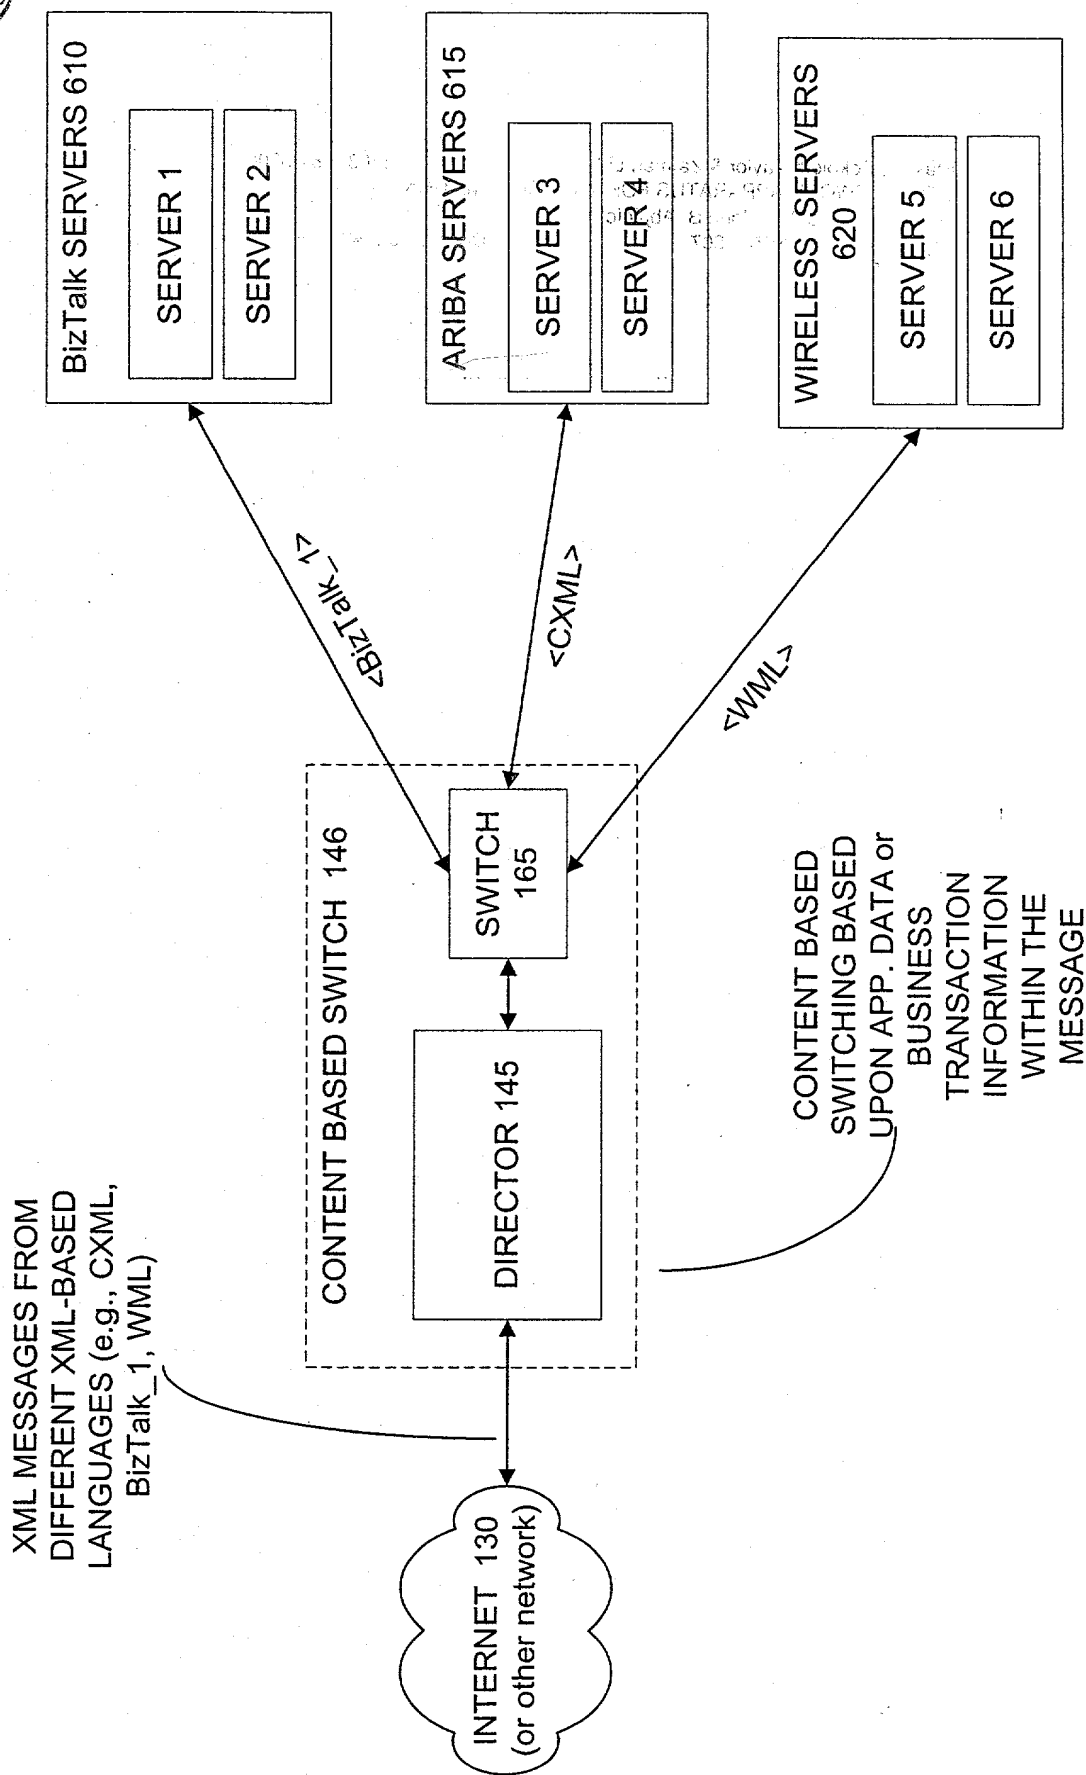 XML MESSAGES FROM
DIFFERENT XML-BASED
LANGUAGES (e.g., CXML,
BizTalk_1, WML)
INTERNET 130
(or other network)
CONTENT BASED SWITCH 146
DIRECTOR 145
SWITCH
165
CONTENT BASED
SWITCHING BASED
UPON APP. DATA or
BUSINESS
TRANSACTION
INFORMATION
WITHIN THE
MESSAGE
<BizTalk_1>
<CXML>
<WML>
BizTalk SERVERS 610
SERVER 1
SERVER 2
ARIBA SERVERS 615
SERVER 3
SERVER 4
WIRELESS SERVERS
620
SERVER 5
SERVER 6